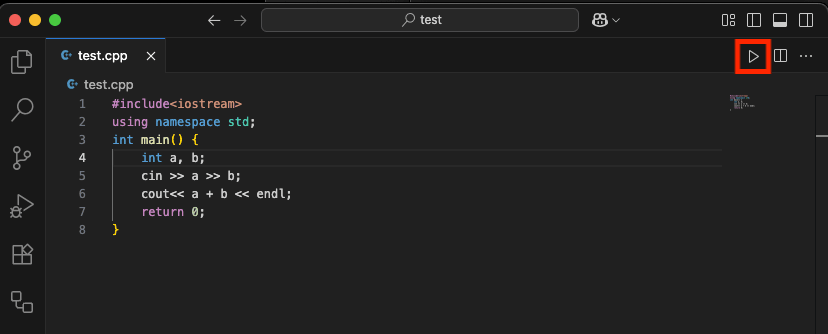 test
test.cpp
test.cpp
1 #include<iostream>
2 using namespace std;
3 int main() {
4 int a, b;
5 cin >> a >> b;
6 cout<< a + b << endl;
7 return 0;
8 }